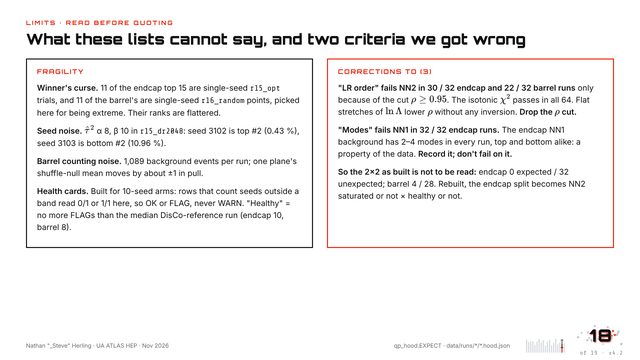 LIMITS · READ BEFORE QUOTING
What these lists cannot say, and two criteria we got wrong
FRAGILITY
Winner's curse. 11 of the endcap top 15 are single-seed r15_opt
trials, and 11 of the barrel's are single-seed r16_random points, picked
here for being extreme. Their ranks are flattered.
Seed noise. τ̂² α 8, β 10 in r15_dr2048: seed 3102 is top #2 (0.43 %),
seed 3103 is bottom #2 (10.96 %).
Barrel counting noise. 1,089 background events per run; one plane's
shuffle-null mean moves by about ±1 in pull.
Health cards. Built for 10-seed arms: rows that count seeds outside a
band read 0/1 or 1/1 here, so OK or FLAG, never WARN. "Healthy" =
no more FLAGs than the median DisCo-reference run (endcap 10,
barrel 8).
CORRECTIONS TO (3)
"LR order" fails NN2 in 30 / 32 endcap and 22 / 32 barrel runs only
because of the cut ρ ≥ 0.95. The isotonic χ² passes in all 64. Flat
stretches of ln Λ lower ρ without any inversion. Drop the ρ cut.
"Modes" fails NN1 in 32 / 32 endcap runs. The endcap NN1
background has 2–4 modes in every run, top and bottom alike: a
property of the data. Record it; don't fail on it.
So the 2×2 as built is not to be read: endcap 0 expected / 32
unexpected; barrel 4 / 28. Rebuilt, the endcap split becomes NN2
saturated or not × healthy or not.
Nathan "_Steve" Herling · UA ATLAS HEP · Nov 2026
qp_hood.EXPECT · data/runs/*/*.hood.json
18
of 19 · r4.2